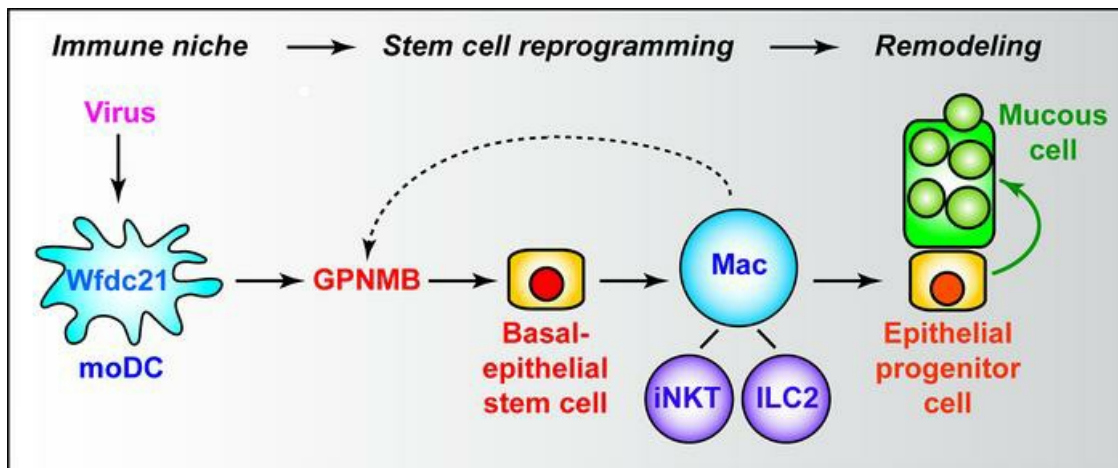 Immune niche
Stem cell reprogramming
Remodeling
Virus
Mucous
cell
Wfdc21
GPNMB
Mac
moDC
Basal-
epithelial
stem cell
iNKT
ILC2
Epithelial
progenitor
cell